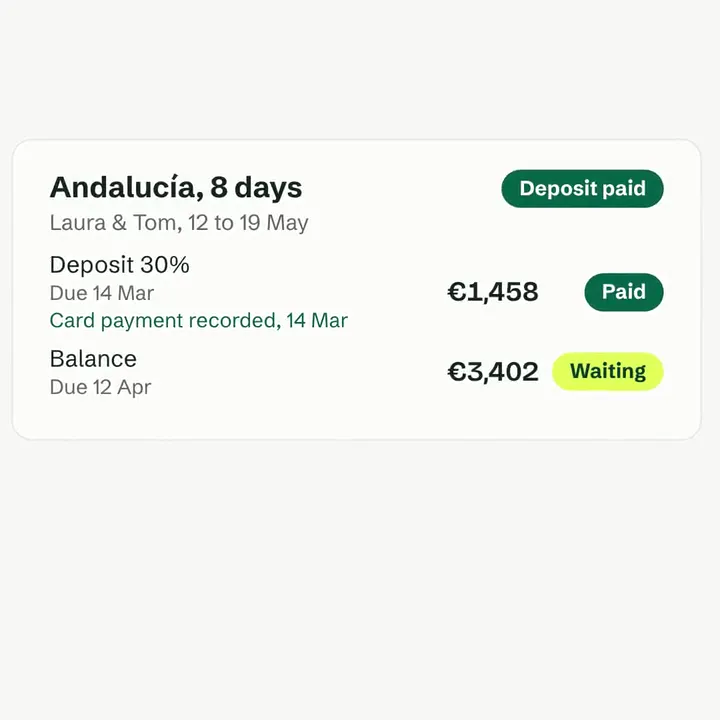 Andalucía, 8 days
Deposit paid
Laura & Tom, 12 to 19 May
Deposit 30%
Due 14 Mar
Card payment recorded, 14 Mar
€1,458
Paid
Balance
Due 12 Apr
€3,402
Waiting